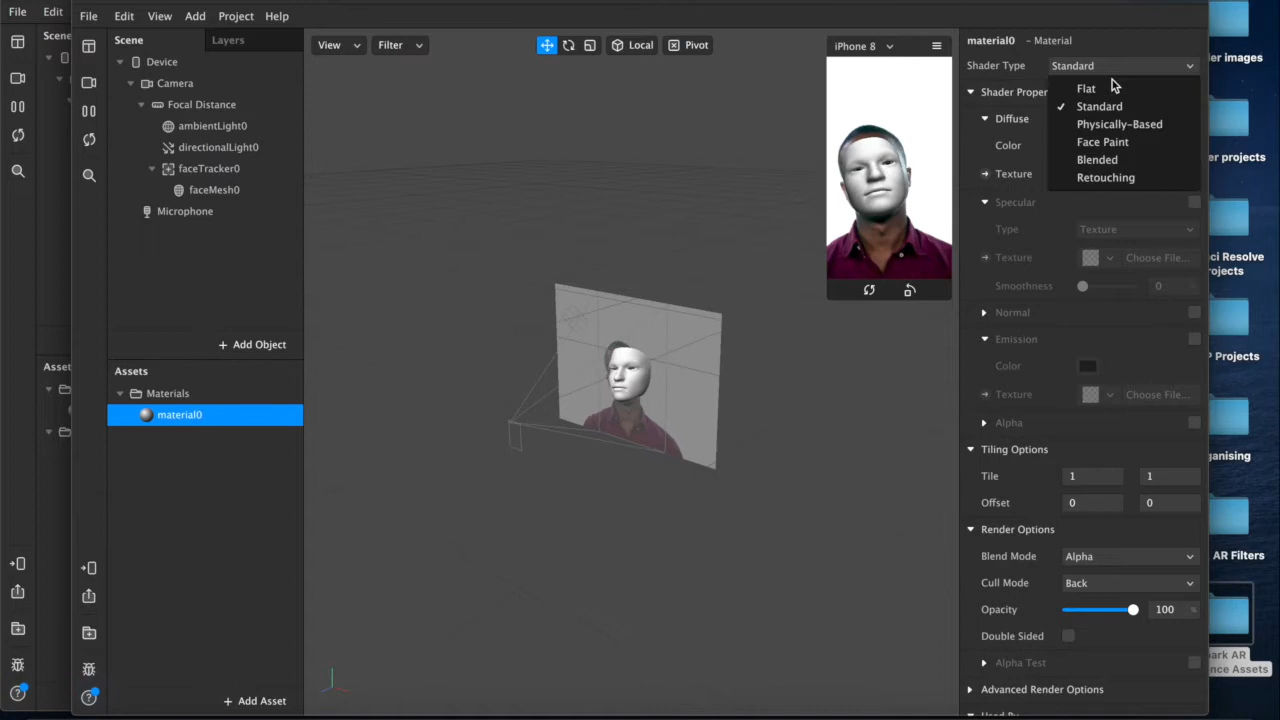 File Edit
Scene
Assets
File Edit View Add Project Help
Scene Layers
Device
Camera
Focal Distance
ambientLight0
directionalLight0
faceTracker0
faceMesh0
Microphone
+ Add Object
Assets
Materials
material0
+ Add Asset
View Filter Local Pivot
iPhone 8
material0 - Material
Shader Type Standard
Flat
Standard
Physically-Based
Face Paint
Blended
Retouching
Shader Proper
Diffuse
Color
Texture
Specular
Type Texture
Texture Choose File...
Smoothness 0
Normal
Emission
Color
Texture Choose File...
Alpha
Tiling Options
Tile 1 1
Offset 0 0
Render Options
Blend Mode Alpha
Cull Mode Back
Opacity 100 %
Double Sided
Alpha Test
Advanced Render Options
Used By
er images
er projects
ci Resolve
rojects
P Projects
ganising
AR Filters
park AR
nce Assets